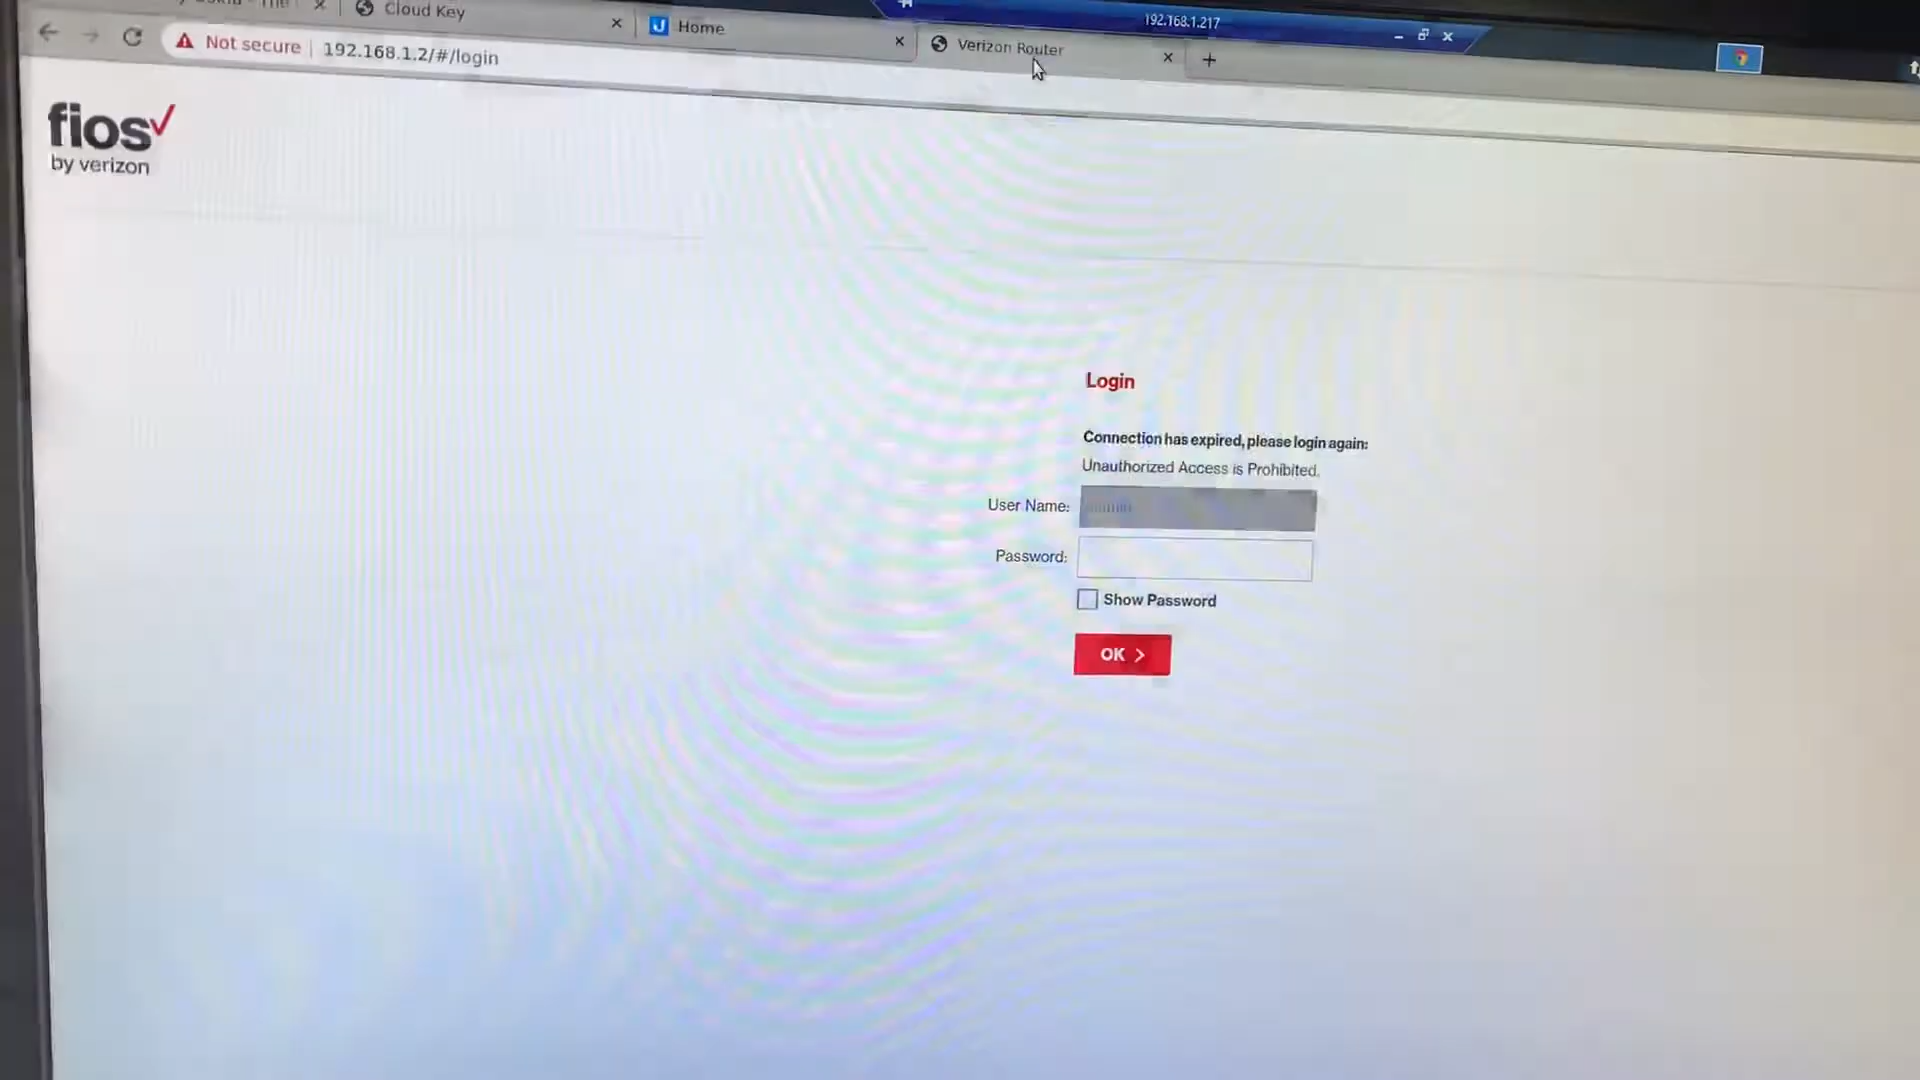 Cloud Key
Home
Verizon Router
192.168.1.217
Not secure
192.168.1.2/#/login
fios
by verizon
Login
Connection has expired, please login again:
Unauthorized Access is Prohibited.
User Name:
Password:
Show Password
OK >